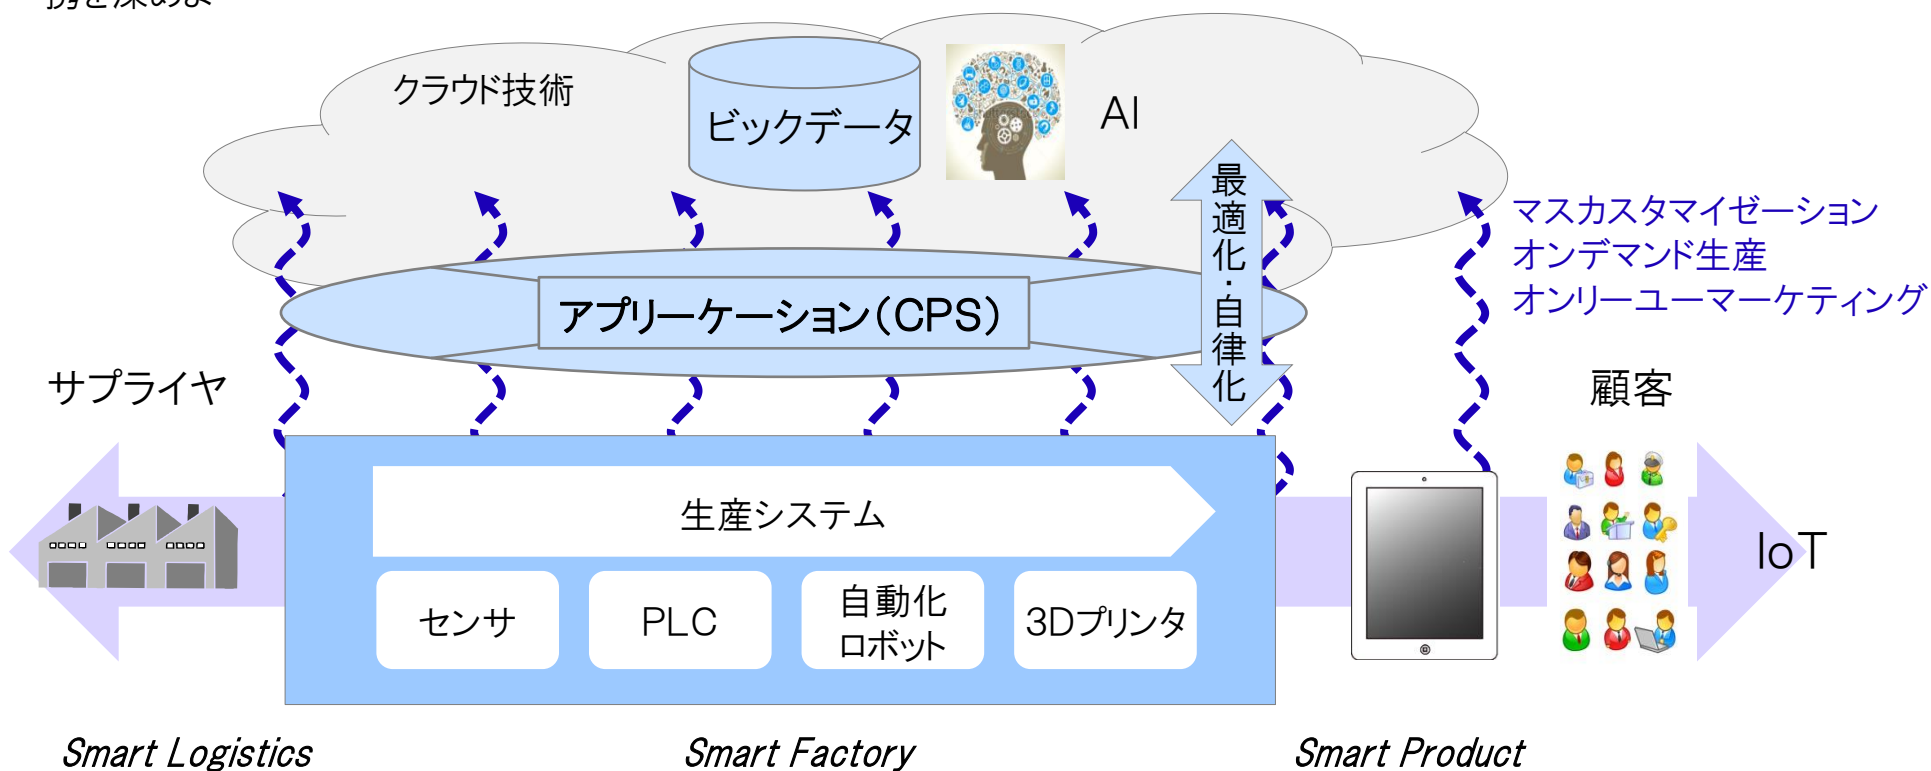 携を深めよ
クラウド技術
ビックデータ
AI
最適化・自律化
マスカスタマイゼーション
オンデマンド生産
オンリーユーマーケティング
アプリーケーション(CPS)
サプライヤ
顧客
生産システム
IoT
センサ
PLC
自動化
ロボット
3Dプリンタ
Smart Logistics
Smart Factory
Smart Product